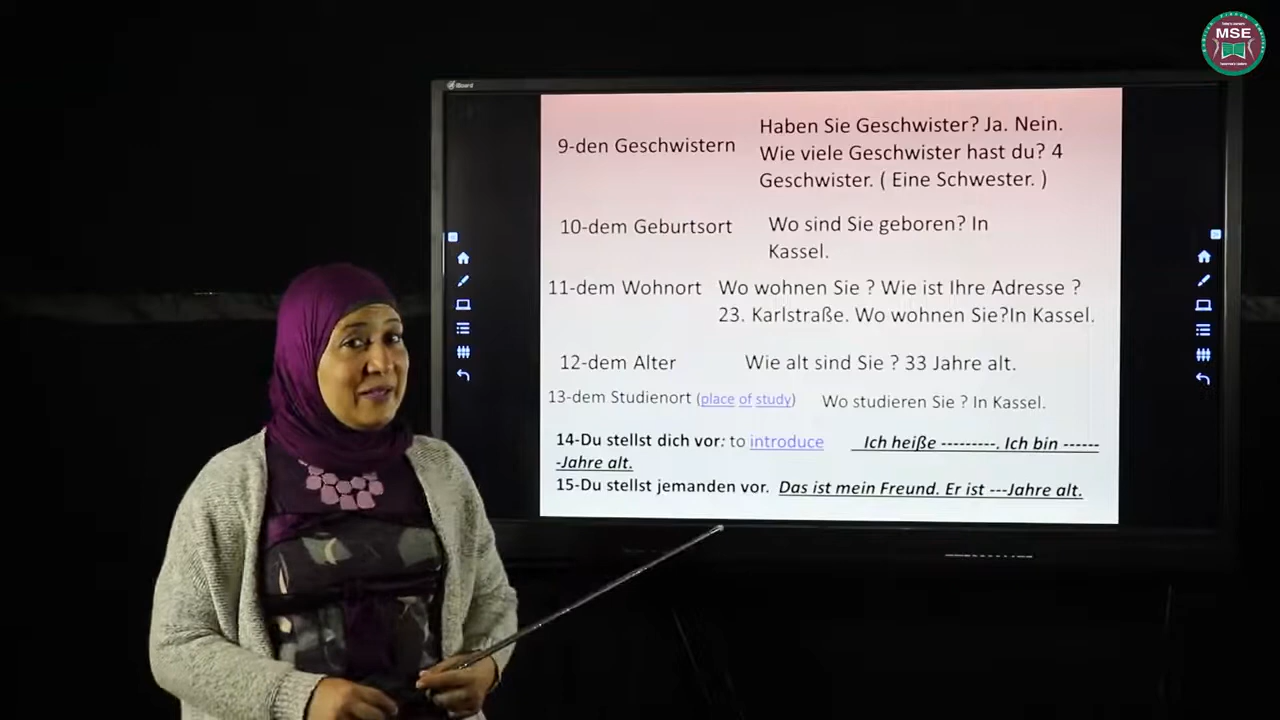 MSE
iBoard
9-den Geschwistern
Haben Sie Geschwister? Ja. Nein.
Wie viele Geschwister hast du? 4
Geschwister. ( Eine Schwester. )
10-dem Geburtsort
Wo sind Sie geboren? In
Kassel.
11-dem Wohnort
Wo wohnen Sie ? Wie ist Ihre Adresse ?
23. Karlstraße. Wo wohnen Sie?In Kassel.
12-dem Alter
Wie alt sind Sie ? 33 Jahre alt.
13-dem Studienort (place of study)
Wo studieren Sie ? In Kassel.
14-Du stellst dich vor: to introduce Ich heiße ---------. Ich bin ------
-Jahre alt.
15-Du stellst jemanden vor. Das ist mein Freund. Er ist ---Jahre alt.